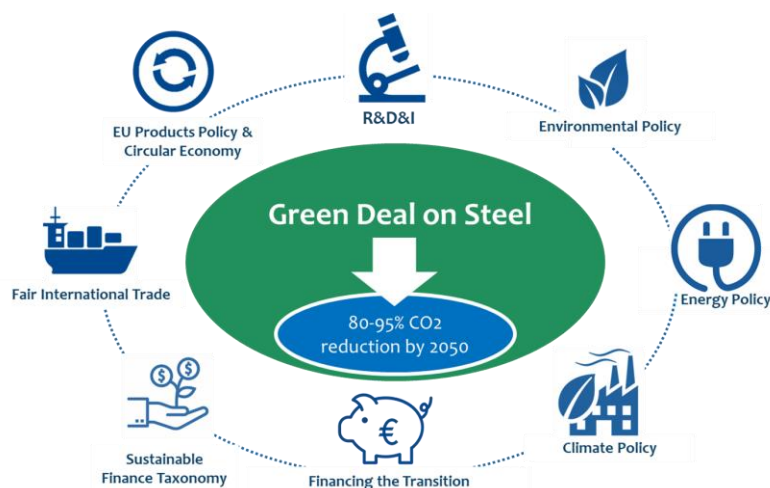 R&D&I
EU Products Policy &
Circular Economy
Environmental Policy
Green Deal on Steel
Fair International Trade
Energy Policy
80-95% CO2
reduction by 2050
$ $
€
Climate Policy
Sustainable
Finance Taxonomy
Financing the Transition